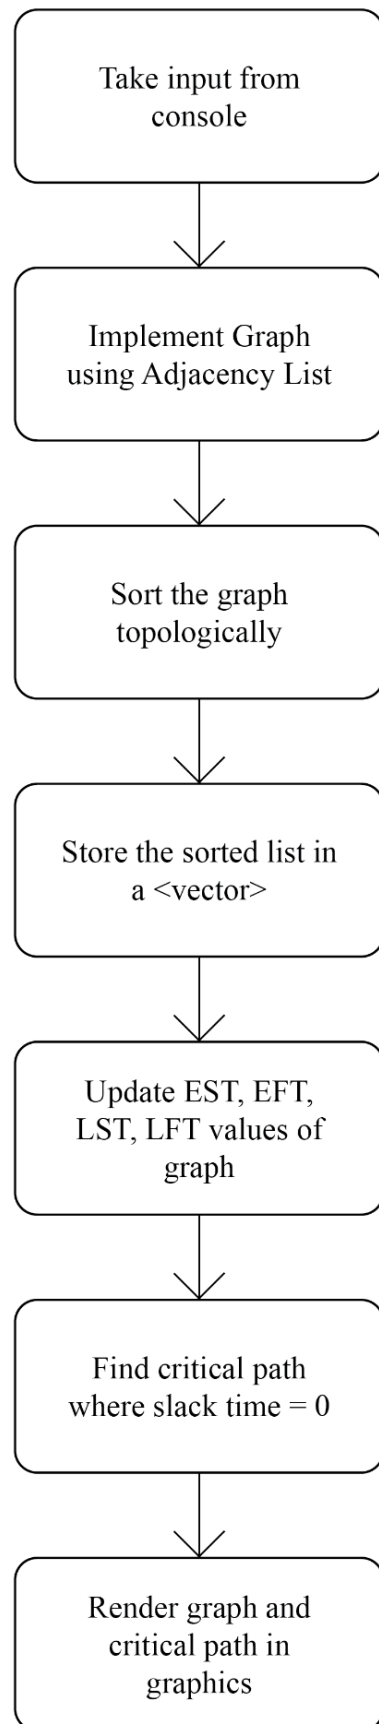 Take input from
console
Implement Graph
using Adjacency List
Sort the graph
topologically
Store the sorted list in
a <vector>
Update EST, EFT,
LST, LFT values of
graph
Find critical path
where slack time = 0
Render graph and
critical path in
graphics